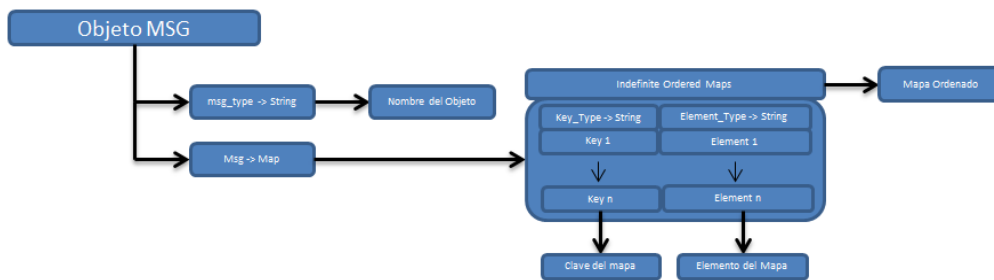 Objeto MSG
Indefinite Ordered Maps
Mapa Ordenado
msg_type -> String
Nombre del Objeto
Key_Type -> String
Element_Type -> String
Key 1
Element 1
Msg -> Map
Key n
Element n
Clave del mapa
Elemento del Mapa